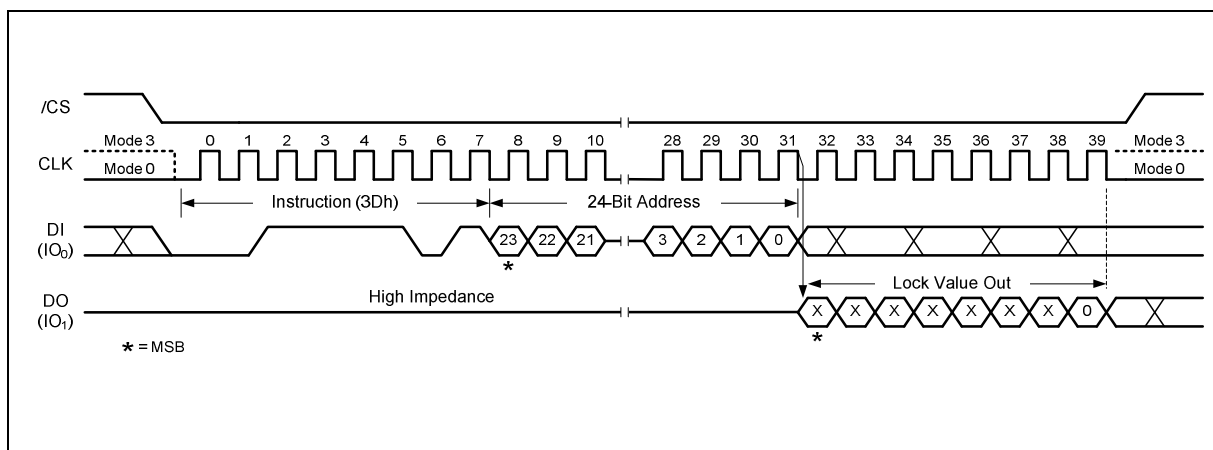 /CS
Mode 3 0 1 2 3 4 5 6 7 8 9 10 28 29 30 31 32 33 34 35 36 37 38 39 Mode 3
CLK Mode 0 Mode 0
Instruction (3Dh) 24-Bit Address
DI
(IO0) 23 22 21 3 2 1 0
*
Lock Value Out
High Impedance
DO
(IO1) X X X X X X X 0
*
* = MSB